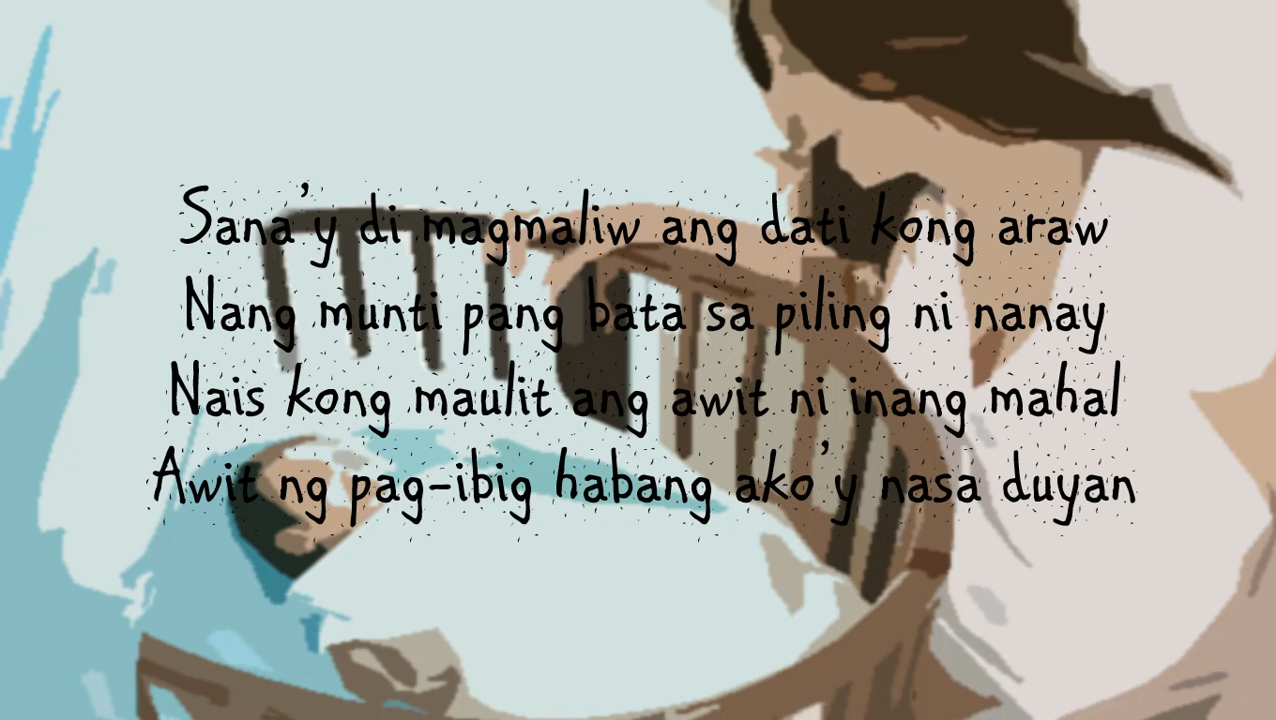 Sana'y di magmaliw ang dati kong araw
Nang munti pang bata sa piling ni nanay
Nais kong maulit ang awit ni inang mahal
Awit ng pag-ibig habang ako'y nasa duyan